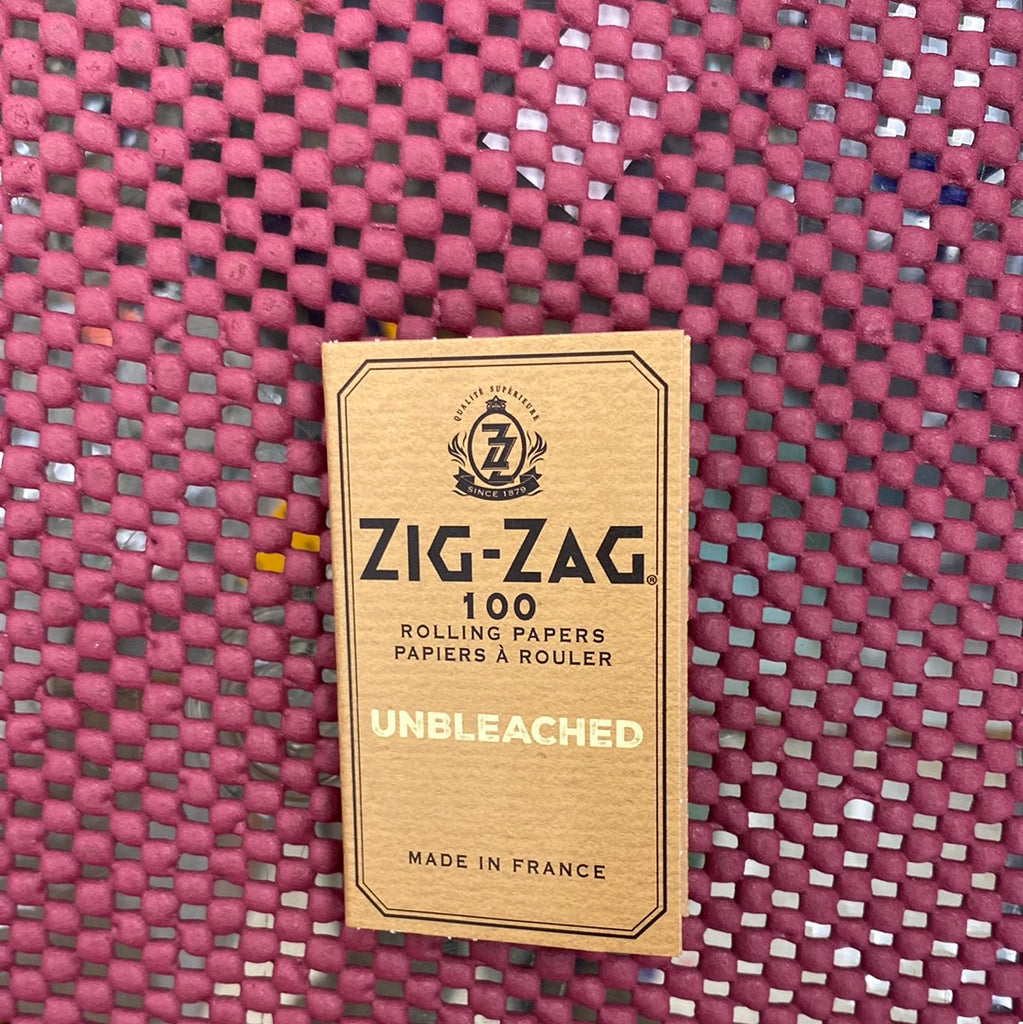 QUALITÉ SUPÉRIEURE
ZZ
SINCE 1879
ZIG-ZAG®
100
ROLLING PAPERS
PAPIERS À ROULER
UNBLEACHED
MADE IN FRANCE